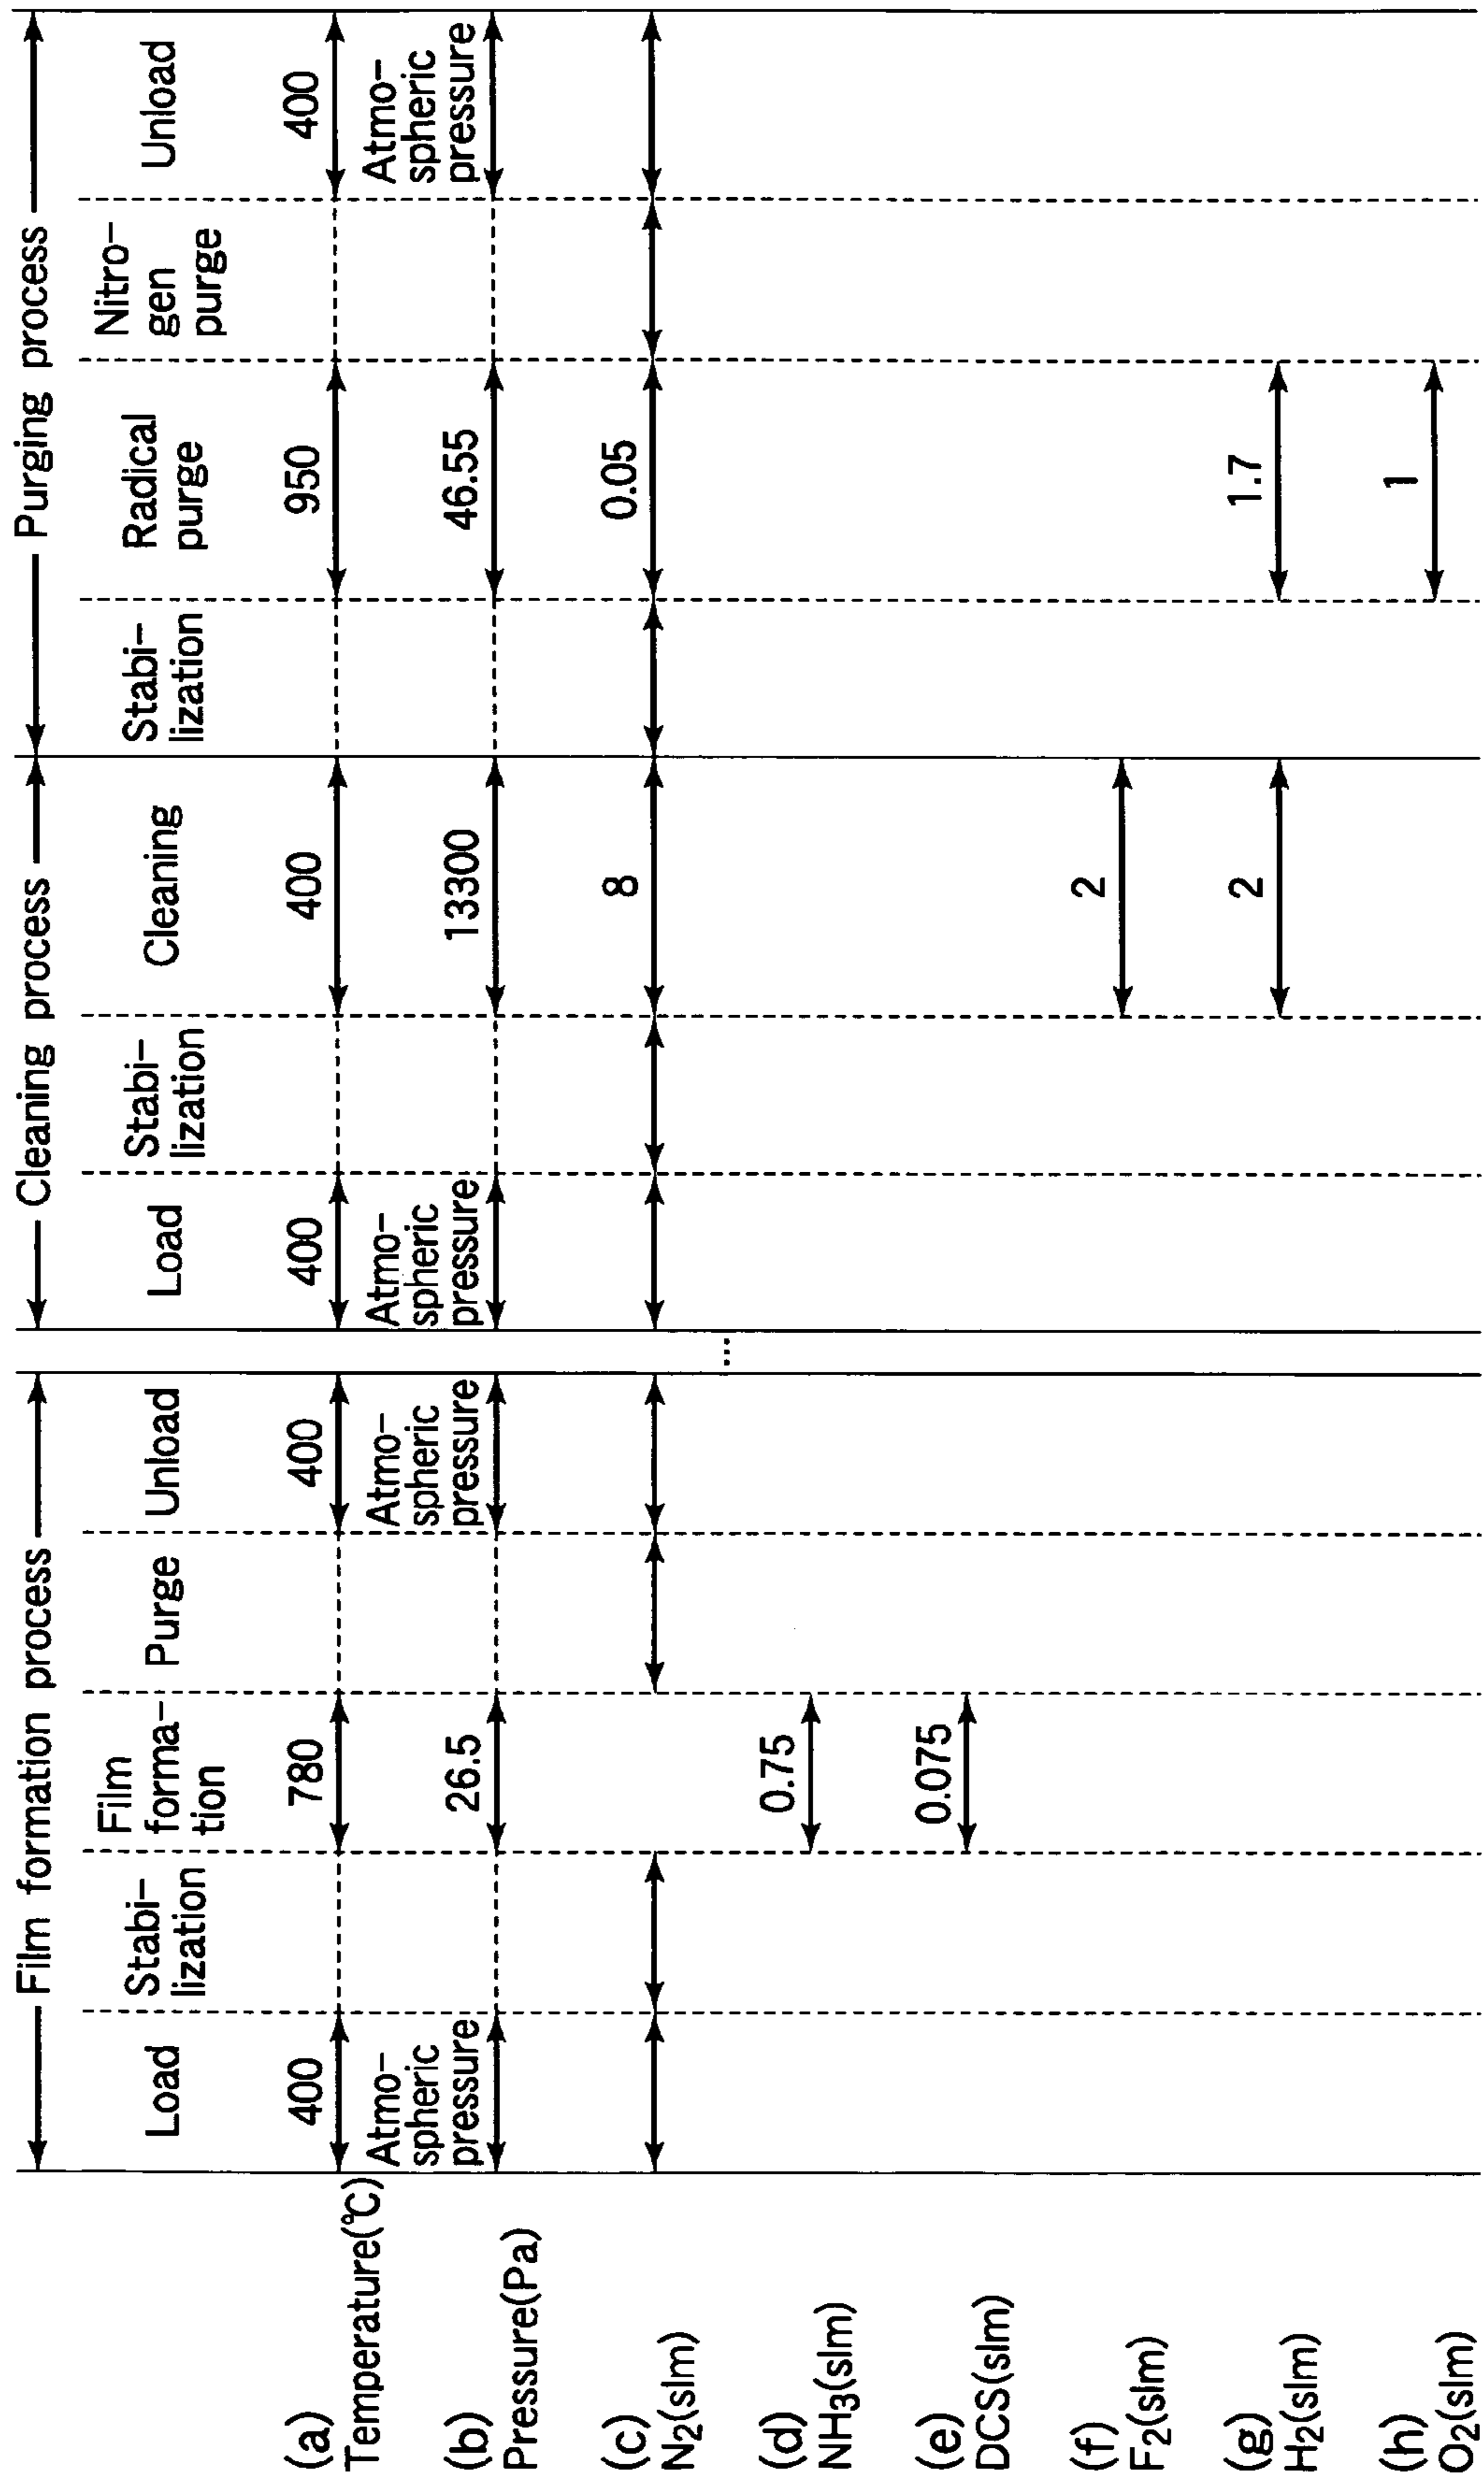 Film formation process
Cleaning process
Purging process
Load
Stabi-
lization
Film
forma-
tion
Purge
Unload
Load
Stabi-
lization
Cleaning
Stabi-
lization
Radical
purge
Nitro-
gen
purge
Unload
(a)
Temperature(℃)
400
780
400
400
400
950
400
(b)
Pressure(Pa)
Atmo-
spheric
pressure
26.5
Atmo-
spheric
pressure
Atmo-
spheric
pressure
13300
46.55
Atmo-
spheric
pressure
(c)
N2(slm)
8
0.05
...
(d)
NH3(slm)
0.75
(e)
DCS(slm)
0.075
(f)
F2(slm)
2
(g)
H2(slm)
2
1.7
(h)
O2(slm)
1